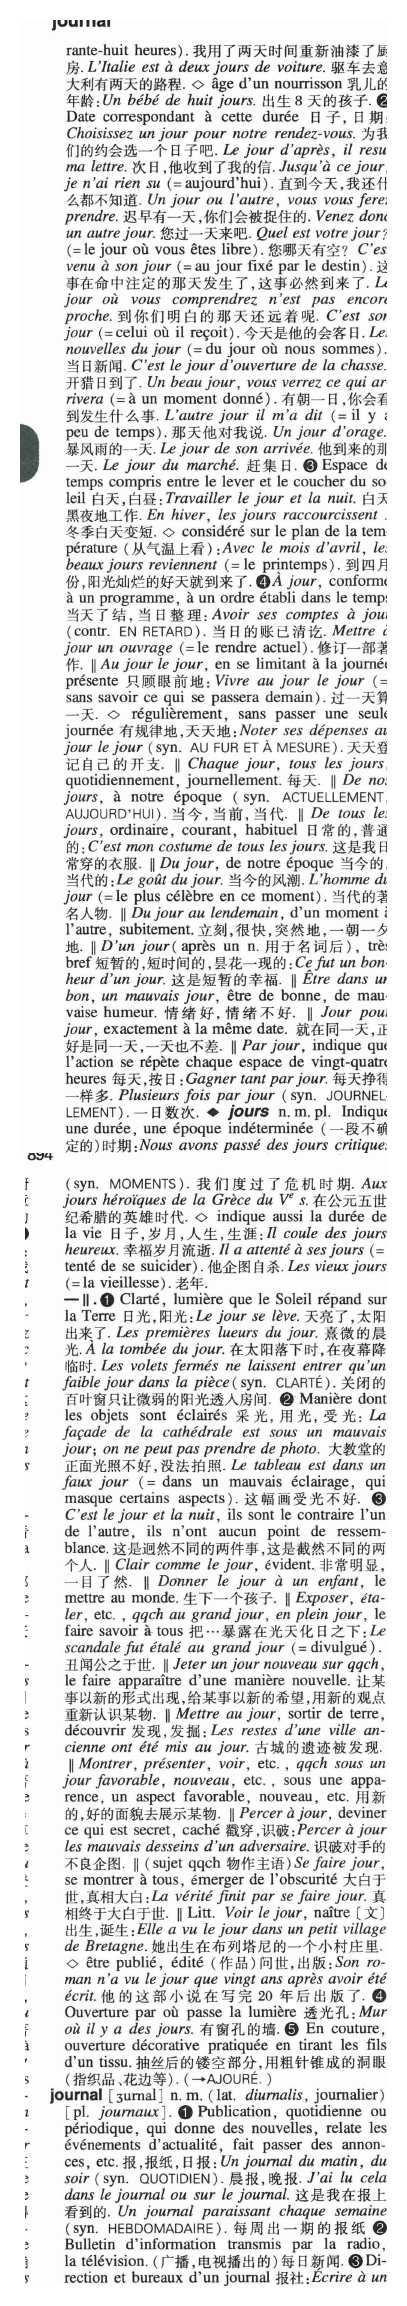 journal
rante-huit heures). 我用了两天时间重新油漆了厨
房. L'Italie est à deux jours de voiture. 驱车去意
大利有两天的路程. ◇ âge d'un nourrisson 乳儿的
年龄:Un bébé de huit jours. 出生 8 天的孩子. ❷
Date correspondant à cette durée 日子,日期:
Choisissez un jour pour notre rendez-vous. 为我
们的约会选一个日子吧. Le jour d'après, il reçu
ma lettre. 次日,他收到了我的信. Jusqu'à ce jour,
je n'ai rien su (= aujourd'hui). 直到今天,我还什
么都不知道. Un jour ou l'autre, vous vous ferez
prendre. 迟早有一天,你们会被捉住的. Venez donc
un autre jour. 您过一天来吧. Quel est votre jour?
(= le jour où vous êtes libre). 您哪天有空? C'est
venu à son jour (= au jour fixé par le destin). 这
事在命中注定的那天发生了,这事必然到来了. Le
jour où vous comprendrez n'est pas encore
proche. 到你们明白的那天还远着呢. C'est son
jour (= celui où il reçoit). 今天是他的会客日. Les
nouvelles du jour (= du jour où nous sommes).
当日新闻. C'est le jour d'ouverture de la chasse.
开猎日到了. Un beau jour, vous verrez ce qui ar
rivera (= à un moment donné). 有朝一日,你会看
到发生什么事. L'autre jour il m'a dit (= il y a
peu de temps). 那天他对我说. Un jour d'orage.
暴风雨的一天. Le jour de son arrivée. 他到来的那
一天. Le jour du marché. 赶集日. ❸ Espace de
temps compris entre le lever et le coucher du so
leil 白天,白昼:Travailler le jour et la nuit. 白天
黑夜地工作. En hiver, les jours raccourcissent.
冬季白天变短. ◇ considéré sur le plan de la tem
pérature (从气温上看):Avec le mois d'avril, les
beaux jours reviennent (= le printemps). 到四月
份,阳光灿烂的好天就到来了. ❹ À jour, conforme
à un programme, à un ordre établi dans le temps
当天了结,当日整理: Avoir ses comptes à jour
(contr. EN RETARD). 当日的账已清讫. Mettre à
jour un ouvrage (= le rendre actuel). 修订一部著
作. ‖ Au jour le jour, en se limitant à la journée
présente 只顾眼前地: Vivre au jour le jour (=
sans savoir ce qui se passera demain). 过一天算
一天. ◇ régulièrement, sans passer une seule
journée 有规律地,天天地:Noter ses dépenses au
jour le jour (syn. AU FUR ET À MESURE). 天天登
记自己的开支. ‖ Chaque jour, tous les jours,
quotidiennement, journellement. 每天. ‖ De nos
jours, à notre époque (syn. ACTUELLEMENT,
AUJOURD'HUI). 当今,当前,当代. ‖ De tous les
jours, ordinaire, courant, habituel 日常的,普通
的:C'est mon costume de tous les jours. 这是我日
常穿的衣服. ‖ Du jour, de notre époque 当今的,
当代的:Le goût du jour. 当今的风潮. L'homme du
jour (= le plus célèbre en ce moment). 当代的著
名人物. ‖ Du jour au lendemain, d'un moment à
l'autre, subitement. 立刻,很快,突然地,一朝一夕
地. ‖ D'un jour (après un n. 用于名词后), très
bref 短暂的,短时间的,昙花一现的:Ce fut un bon-
heur d'un jour. 这是短暂的幸福. ‖ Être dans un
bon, un mauvais jour, être de bonne, de mau-
vaise humeur. 情绪好,情绪不好. ‖ Jour pour
jour, exactement à la même date. 就在同一天,正
好是同一天,一天也不差. ‖ Par jour, indique que
l'action se répète chaque espace de vingt-quatre
heures 每天,按日:Gagner tant par jour. 每天挣得
一样多. Plusieurs fois par jour (syn. JOURNEL-
LEMENT). 一日数次. ◆ jours n. m. pl. Indique
une durée, une époque indéterminée (一段不确
定的)时期:Nous avons passé des jours critiques
894
(syn. MOMENTS). 我们度过了危机时期. Aux
jours héroïques de la Grèce du Ve s. 在公元五世
纪希腊的英雄时代. ◇ indique aussi la durée de
la vie 日子,岁月,人生,生涯:Il coule des jours
heureux. 幸福岁月流逝. Il a attenté à ses jours (=
tenté de se suicider). 他企图自杀. Les vieux jours
(= la vieillesse). 老年.
—Ⅱ. ❶ Clarté, lumière que le Soleil répand sur
la Terre 日光,阳光:Le jour se lève. 天亮了,太阳
出来了. Les premières lueurs du jour. 熹微的晨
光. À la tombée du jour. 在太阳落下时,在夜幕降
临时. Les volets fermés ne laissent entrer qu'un
faible jour dans la pièce (syn. CLARTÉ). 关闭的
百叶窗只让微弱的阳光透入房间. ❷ Manière dont
les objets sont éclairés 采光,用光,受光: La
façade de la cathédrale est sous un mauvais
jour; on ne peut pas prendre de photo. 大教堂的
正面光照不好,没法拍照. Le tableau est dans un
faux jour (= dans un mauvais éclairage, qui
masque certains aspects). 这幅画受光不好. ❸
C'est le jour et la nuit, ils sont le contraire l'un
de l'autre, ils n'ont aucun point de ressem-
blance. 这是迥然不同的两件事,这是截然不同的两
个人. ‖ Clair comme le jour, évident. 非常明显,
一目了然. ‖ Donner le jour à un enfant, le
mettre au monde. 生下一个孩子. ‖ Exposer, éta-
ler, etc., qqch au grand jour, en plein jour, le
faire savoir à tous 把…暴露在光天化日之下: Le
scandale fut étalé au grand jour (= divulgué).
丑闻公之于世. ‖ Jeter un jour nouveau sur qqch,
le faire apparaître d'une manière nouvelle. 让某
事以新的形式出现,给某事以新的希望,用新的观点
重新认识某物. ‖ Mettre au jour, sortir de terre,
découvrir 发现,发掘: Les restes d'une ville an-
cienne ont été mis au jour. 古城的遗迹被发现.
‖ Montrer, présenter, voir, etc., qqch sous un
jour favorable, nouveau, etc., sous une appa-
rence, un aspect favorable, nouveau, etc. 用新
的,好的面貌去展示某物. ‖ Percer à jour, deviner
ce qui est secret, caché 戳穿,识破:Percer à jour
les mauvais desseins d'un adversaire. 识破对手的
不良企图. ‖ (sujet qqch 物作主语) Se faire jour,
se montrer à tous, émerger de l'obscurité 大白于
世,真相大白:La vérité finit par se faire jour. 真
相终于大白于世. ‖ Litt. Voir le jour, naître〔文〕
出生,诞生:Elle a vu le jour dans un petit village
de Bretagne. 她出生在布列塔尼的一个小村庄里.
◇ être publié, édité (作品)问世,出版:Son ro-
man n'a vu le jour que vingt ans après avoir été
écrit. 他的这部小说在写完 20 年后出版了. ❹
Ouverture par où passe la lumière 透光孔: Mur
où il y a des jours. 有窗孔的墙. ❺ En couture,
ouverture décorative pratiquée en tirant les fils
d'un tissu. 抽丝后的镂空部分,用粗针锥成的洞眼
(指织品、花边等). (→AJOURÉ.)
journal [ʒurnal] n. m. (lat. diurnalis, journalier)
[pl. journaux]. ❶ Publication, quotidienne ou
périodique, qui donne des nouvelles, relate les
événements d'actualité, fait passer des annon-
ces, etc. 报,报纸,日报:Un journal du matin, du
soir (syn. QUOTIDIEN). 晨报,晚报. J'ai lu cela
dans le journal ou sur le journal. 这是我在报上
看到的. Un journal paraissant chaque semaine
(syn. HEBDOMADAIRE). 每周出一期的报纸 ❷
Bulletin d'information transmis par la radio,
la télévision. (广播,电视播出的)每日新闻. ❸ Di-
rection et bureaux d'un journal 报社:Écrire à un